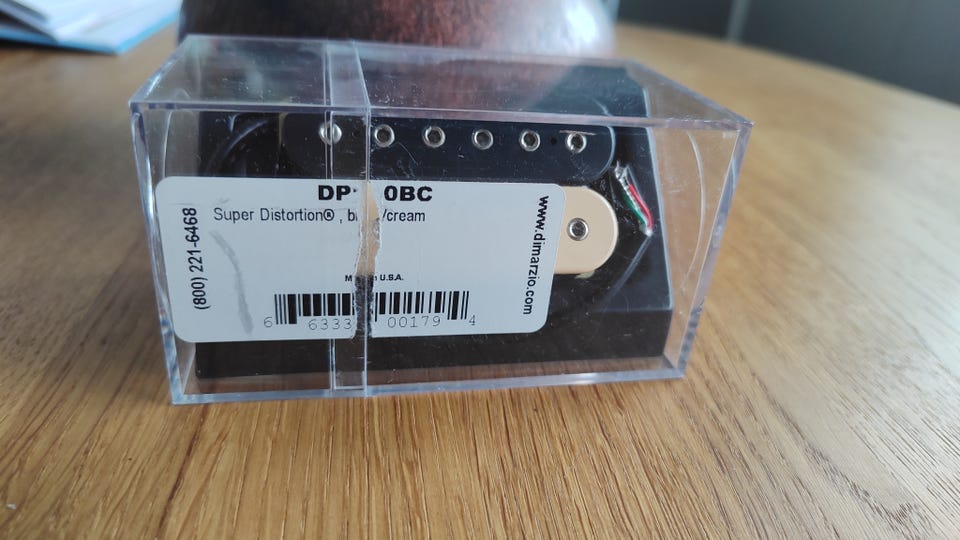 DP 0BC
Super Distortion® , b /cream
(800) 221-6468
www.dimarzio.com
M n U.S.A.
6 6333 00179 4